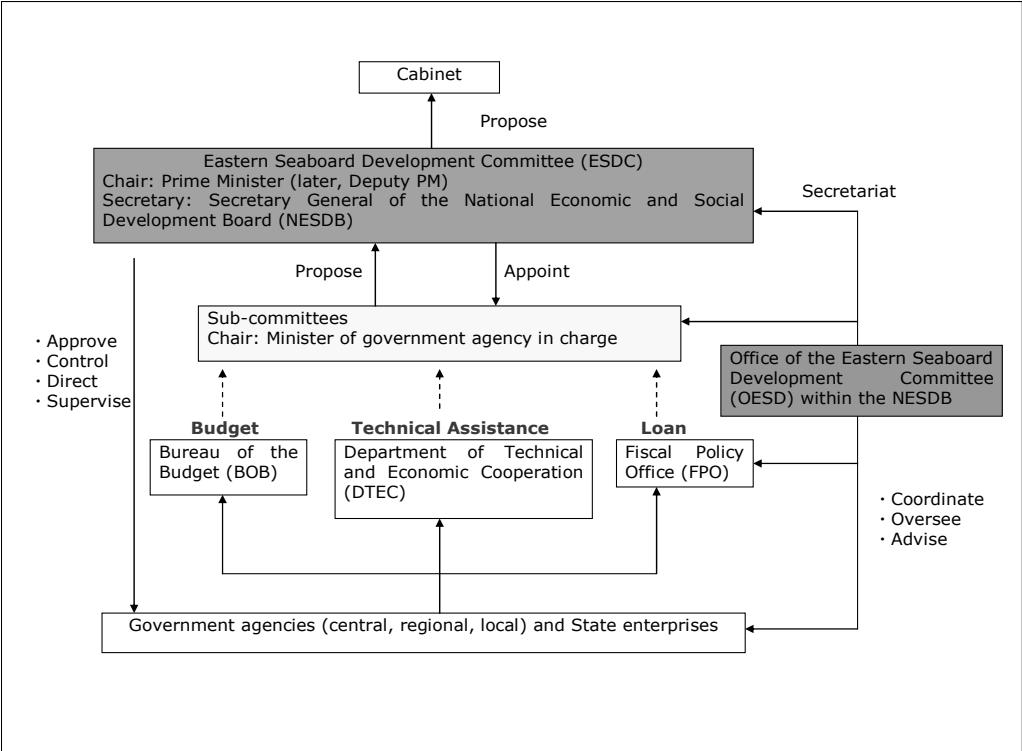 Cabinet
Propose
Eastern Seaboard Development Committee (ESDC)
Chair: Prime Minister (later, Deputy PM)
Secretary: Secretary General of the National Economic and Social
Development Board (NESDB)
Secretariat
Propose
Appoint
Sub-committees
Chair: Minister of government agency in charge
・Approve
・Control
・Direct
・Supervise
Office of the Eastern Seaboard
Development Committee
(OESD) within the NESDB
Budget
Technical Assistance
Loan
Bureau of the
Budget (BOB)
Department of Technical
and Economic Cooperation
(DTEC)
Fiscal Policy
Office (FPO)
・Coordinate
・Oversee
・Advise
Government agencies (central, regional, local) and State enterprises